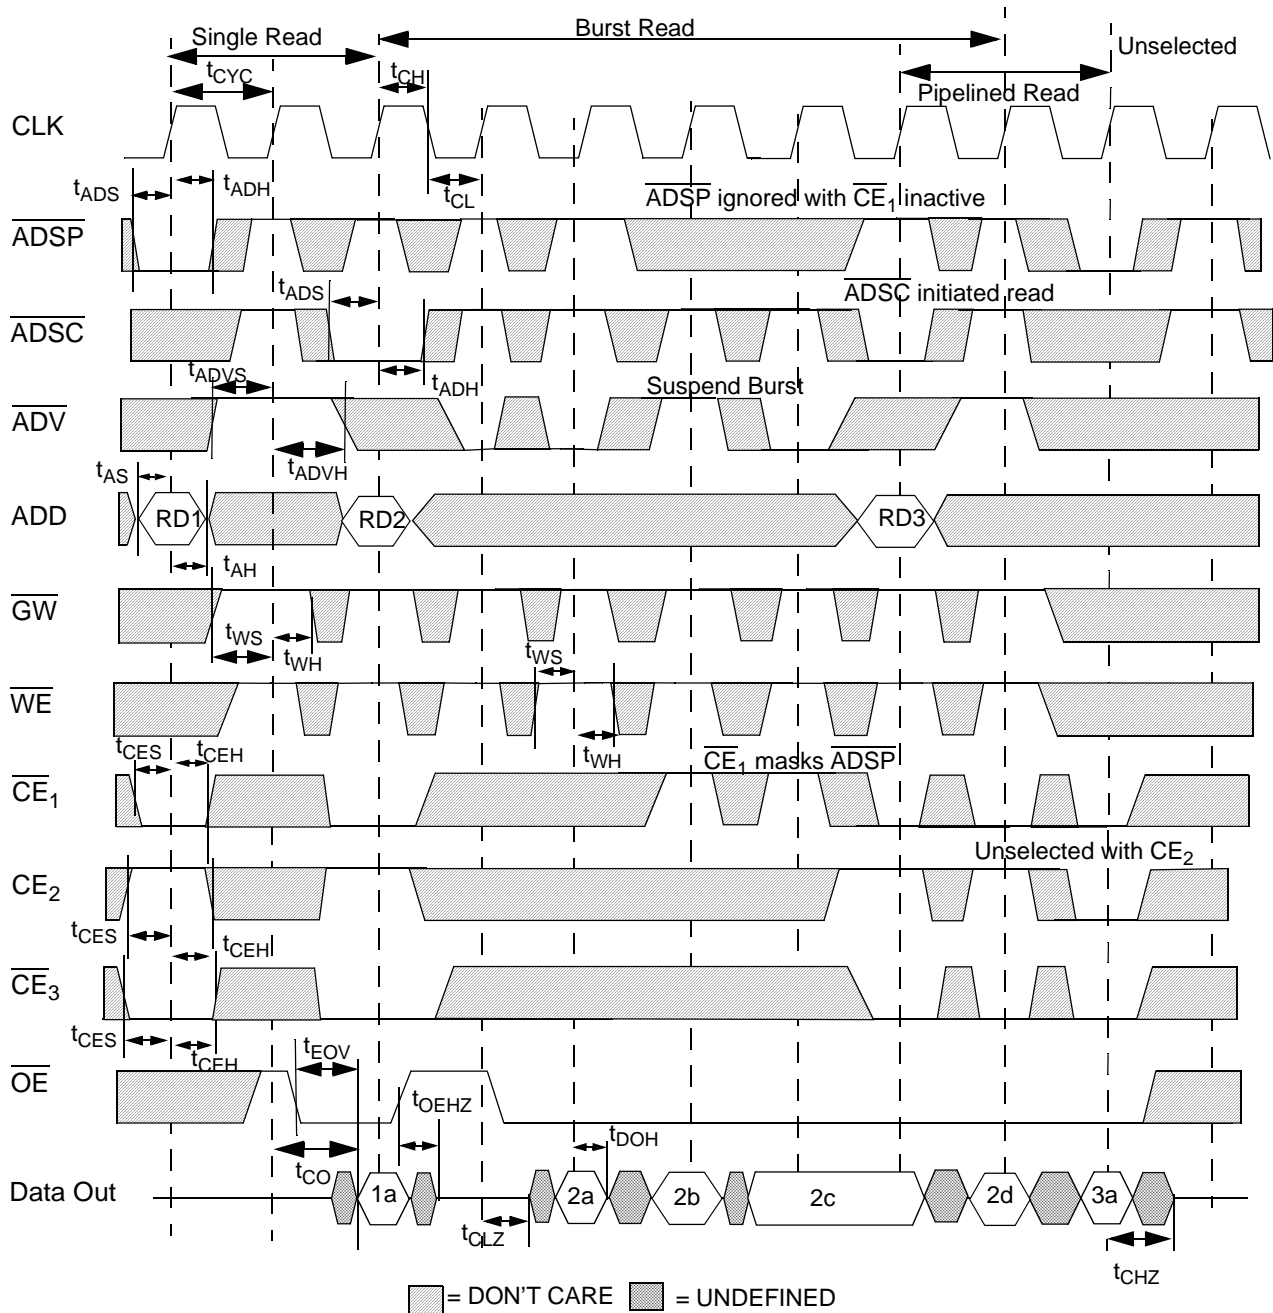 Single Read
Burst Read
Unselected
tCYC
tCH
Pipelined Read
CLK
tADS
tADH
tCL
ADSP ignored with CE1 inactive
ADSP
tADS
ADSC initiated read
ADSC
tADVS
tADH
Suspend Burst
ADV
tADVH
tAS
ADD
RD1
RD2
RD3
tAH
GW
tWS
tWH
tWS
WE
tCES
tCEH
tWH
CE1 masks ADSP
CE1
Unselected with CE2
CE2
tCES
tCEH
CE3
tCES
tCEH
tEOV
OE
tOEHZ
tDOH
tCO
Data Out
1a
2a
2b
2c
2d
3a
tCLZ
tCHZ
= DON'T CARE
= UNDEFINED